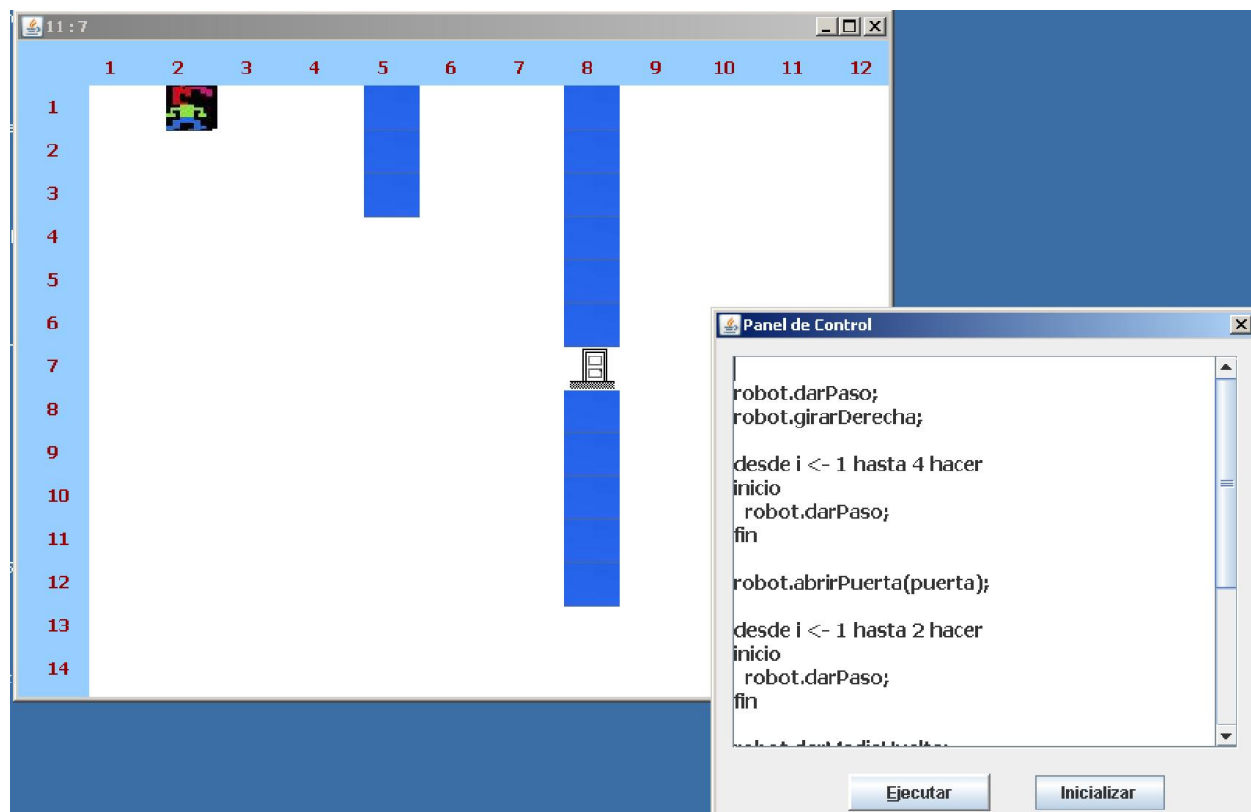 11 : 7
1 2 3 4 5 6 7 8 9 10 11 12
1
2
3
4
5
6
7
8
9
10
11
12
13
14
Panel de Control
robot.darPaso;
robot.girarDerecha;
desde i <- 1 hasta 4 hacer
inicio
robot.darPaso;
fin
robot.abrirPuerta(puerta);
desde i <- 1 hasta 2 hacer
inicio
robot.darPaso;
fin
Ejecutar Inicializar